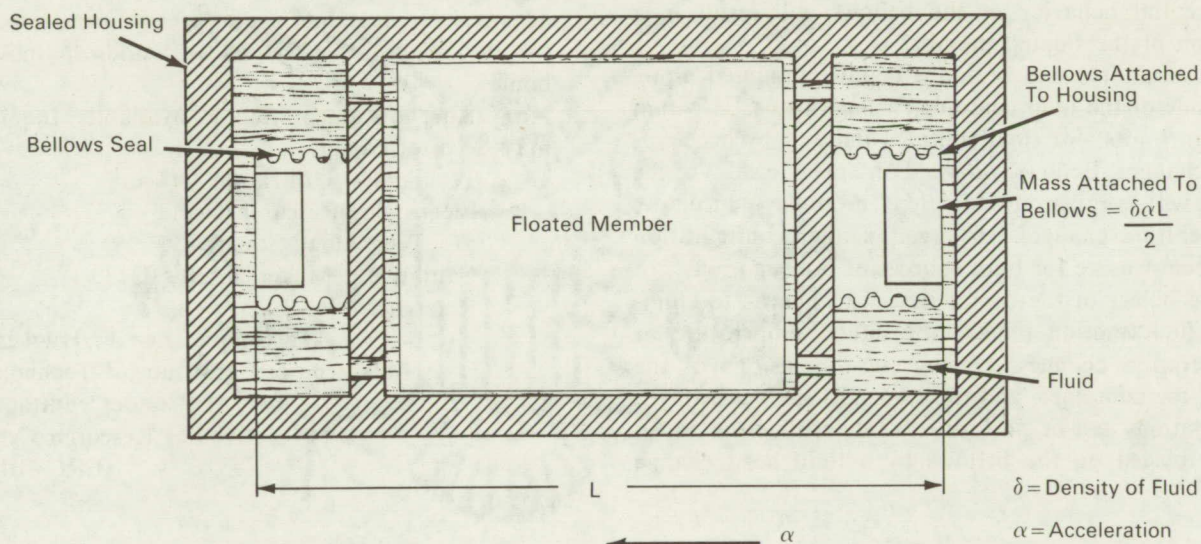 Sealed Housing
Bellows Attached
To Housing
Bellows Seal
Mass Attached To
Bellows = δαL
2
Floated Member
Fluid
L
δ = Density of Fluid
α
α = Acceleration